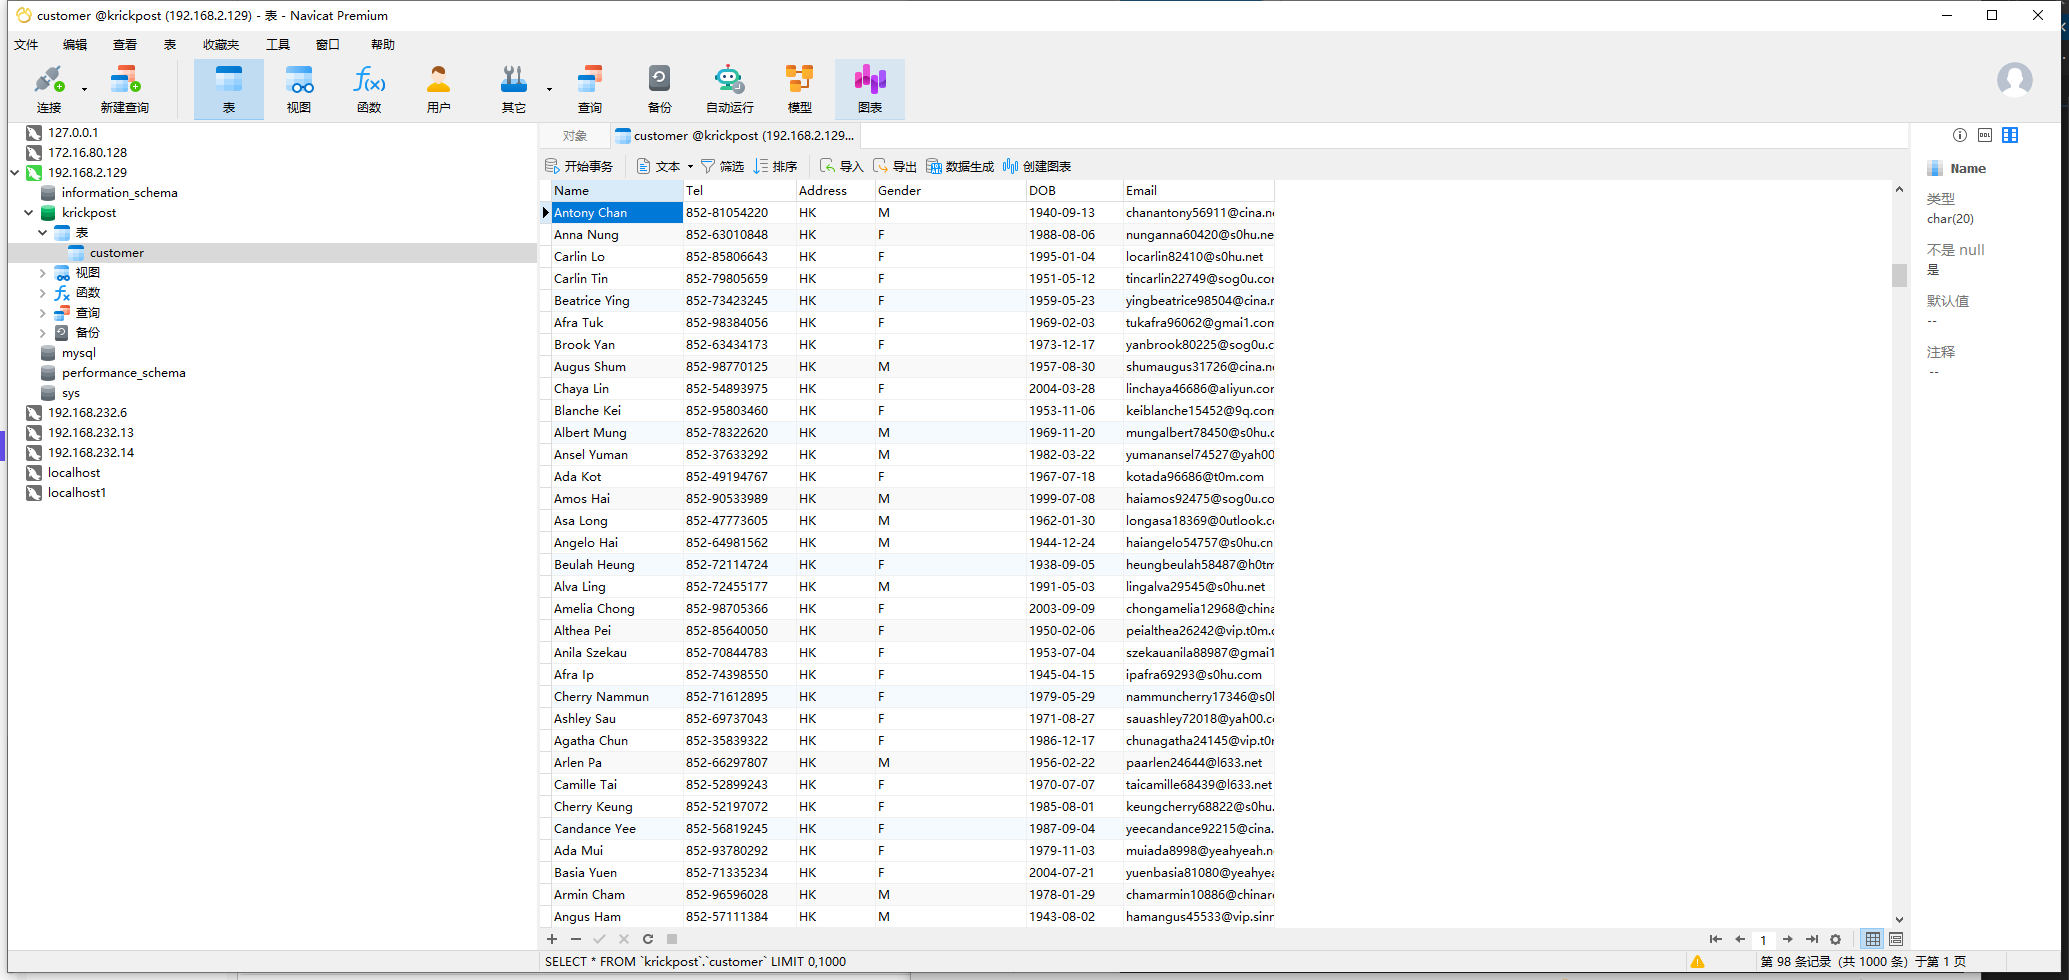 customer @krickpost (192.168.2.129) - 表 - Navicat Premium
文件 编辑 查看 表 收藏夹 工具 窗口 帮助
连接 新建查询 表 视图 函数 用户 其它 查询 备份 自动运行 模型 图表
127.0.0.1
172.16.80.128
192.168.2.129
information_schema
krickpost
表
customer
视图
函数
查询
备份
mysql
performance_schema
sys
192.168.232.6
192.168.232.13
192.168.232.14
localhost
localhost1
对象 customer @krickpost (192.168.2.129...
开始事务 文本 筛选 排序 导入 导出 数据生成 创建图表
Name Tel Address Gender DOB Email
Antony Chan 852-81054220 HK M 1940-09-13 chanantony56911@cina.ne
Anna Nung 852-63010848 HK F 1988-08-06 nunganna60420@s0hu.ne
Carlin Lo 852-85806643 HK F 1995-01-04 locarlin82410@s0hu.net
Carlin Tin 852-79805659 HK F 1951-05-12 tincarlin22749@sog0u.cor
Beatrice Ying 852-73423245 HK F 1959-05-23 yingbeatrice98504@cina.r
Afra Tuk 852-98384056 HK F 1969-02-03 tukafra96062@gmai1.com
Brook Yan 852-63434173 HK F 1973-12-17 yanbrook80225@sog0u.c
Augus Shum 852-98770125 HK M 1957-08-30 shumaugus31726@cina.n
Chaya Lin 852-54893975 HK F 2004-03-28 linchaya46686@aIiyun.cor
Blanche Kei 852-95803460 HK F 1953-11-06 keiblanche15452@9q.com
Albert Mung 852-78322620 HK M 1969-11-20 mungalbert78450@s0hu.c
Ansel Yuman 852-37633292 HK M 1982-03-22 yumanansel74527@yah00
Ada Kot 852-49194767 HK F 1967-07-18 kotada96686@t0m.com
Amos Hai 852-90533989 HK M 1999-07-08 haiamos92475@sog0u.co
Asa Long 852-47773605 HK M 1962-01-30 longasa18369@0utlook.c
Angelo Hai 852-64981562 HK M 1944-12-24 haiangelo54757@s0hu.cn
Beulah Heung 852-72114724 HK F 1938-09-05 heungbeulah58487@h0tm
Alva Ling 852-72455177 HK M 1991-05-03 lingalva29545@s0hu.net
Amelia Chong 852-98705366 HK F 2003-09-09 chongamelia12968@china
Althea Pei 852-85640050 HK F 1950-02-06 peialthea26242@vip.t0m.c
Anila Szekau 852-70844783 HK F 1953-07-04 szekauanila88987@gmai1
Afra Ip 852-74398550 HK F 1945-04-15 ipafra69293@s0hu.com
Cherry Nammun 852-71612895 HK F 1979-05-29 nammuncherry17346@s0l
Ashley Sau 852-69737043 HK F 1971-08-27 sauashley72018@yah00.c
Agatha Chun 852-35839322 HK F 1986-12-17 chunagatha24145@vip.t0r
Arlen Pa 852-66297807 HK M 1956-02-22 paarlen24644@l633.net
Camille Tai 852-52899243 HK F 1970-07-07 taicamille68439@l633.net
Cherry Keung 852-52197072 HK F 1985-08-01 keungcherry68822@s0hu.
Candance Yee 852-56819245 HK F 1987-09-04 yeecandance92215@cina.
Ada Mui 852-93780292 HK F 1979-11-03 muiada8998@yeahyeah.n
Basia Yuen 852-71335234 HK F 2004-07-21 yuenbasia81080@yeahyea
Armin Cham 852-96596028 HK M 1978-01-29 chamarmin10886@chinare
Angus Ham 852-57111384 HK M 1943-08-02 hamangus45533@vip.sinn
1
SELECT * FROM `krickpost`.`customer` LIMIT 0,1000
第 98 条记录 (共 1000 条) 于第 1 页
DDL
Name
类型
char(20)
不是 null
是
默认值
--
注释
--